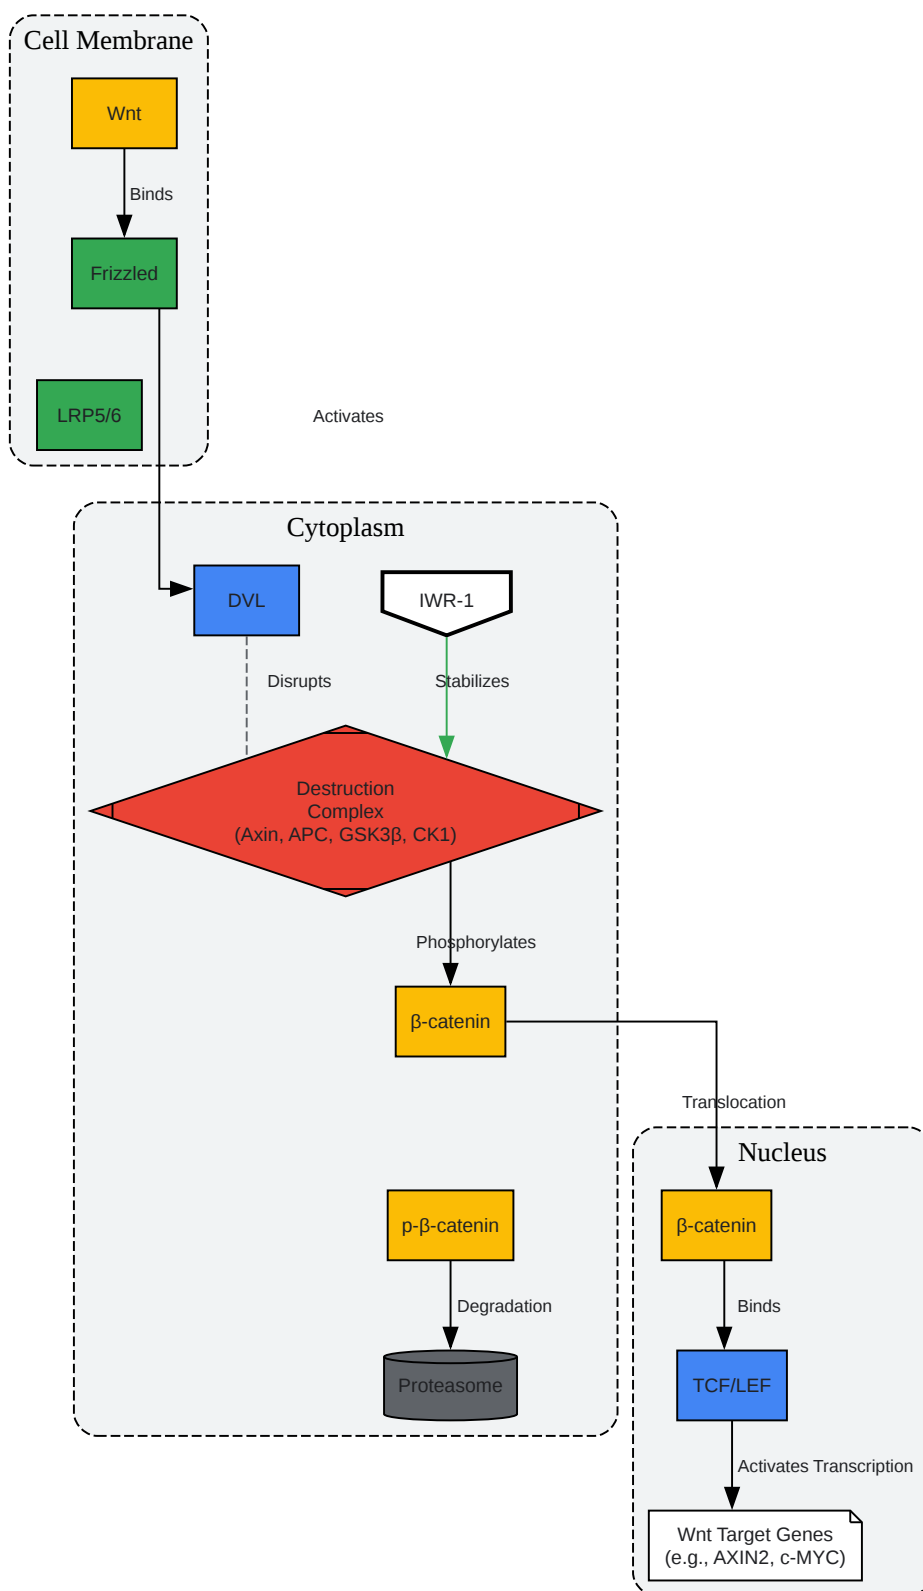 Cell Membrane
Wnt
Binds
Frizzled
LRP5/6
Activates
Cytoplasm
DVL
IWR-1
Disrupts
Stabilizes
Destruction
Complex
(Axin, APC, GSK3β, CK1)
Phosphorylates
β-catenin
Translocation
Nucleus
p-β-catenin
β-catenin
Degradation
Binds
Proteasome
TCF/LEF
Activates Transcription
Wnt Target Genes
(e.g., AXIN2, c-MYC)